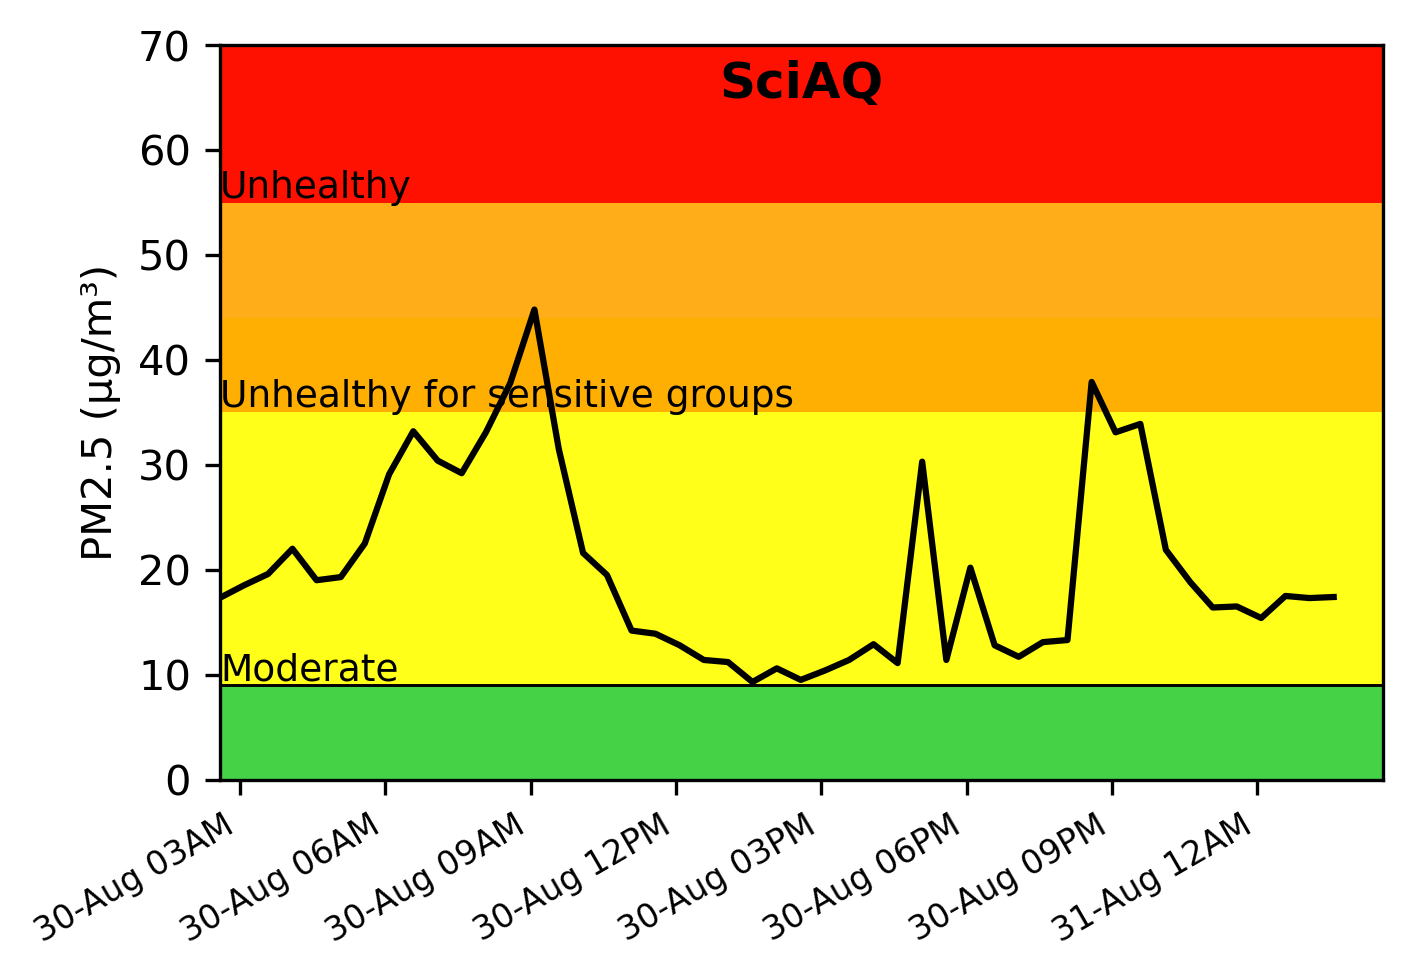 SciAQ
70
60
50
40
30
20
10
0
PM2.5 (µg/m³)
Unhealthy
Unhealthy for sensitive groups
Moderate
30-Aug 03AM
30-Aug 06AM
30-Aug 09AM
30-Aug 12PM
30-Aug 03PM
30-Aug 06PM
30-Aug 09PM
31-Aug 12AM